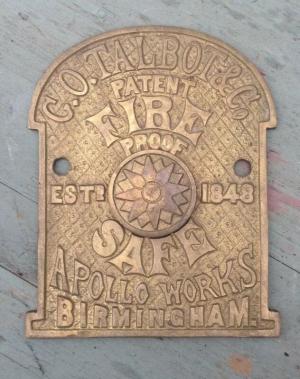 C.O. TALBOT & Co
PATENT
FIRE
PROOF
ESTD 1848
SAFE
APOLLO WORKS
BIRMINGHAM.